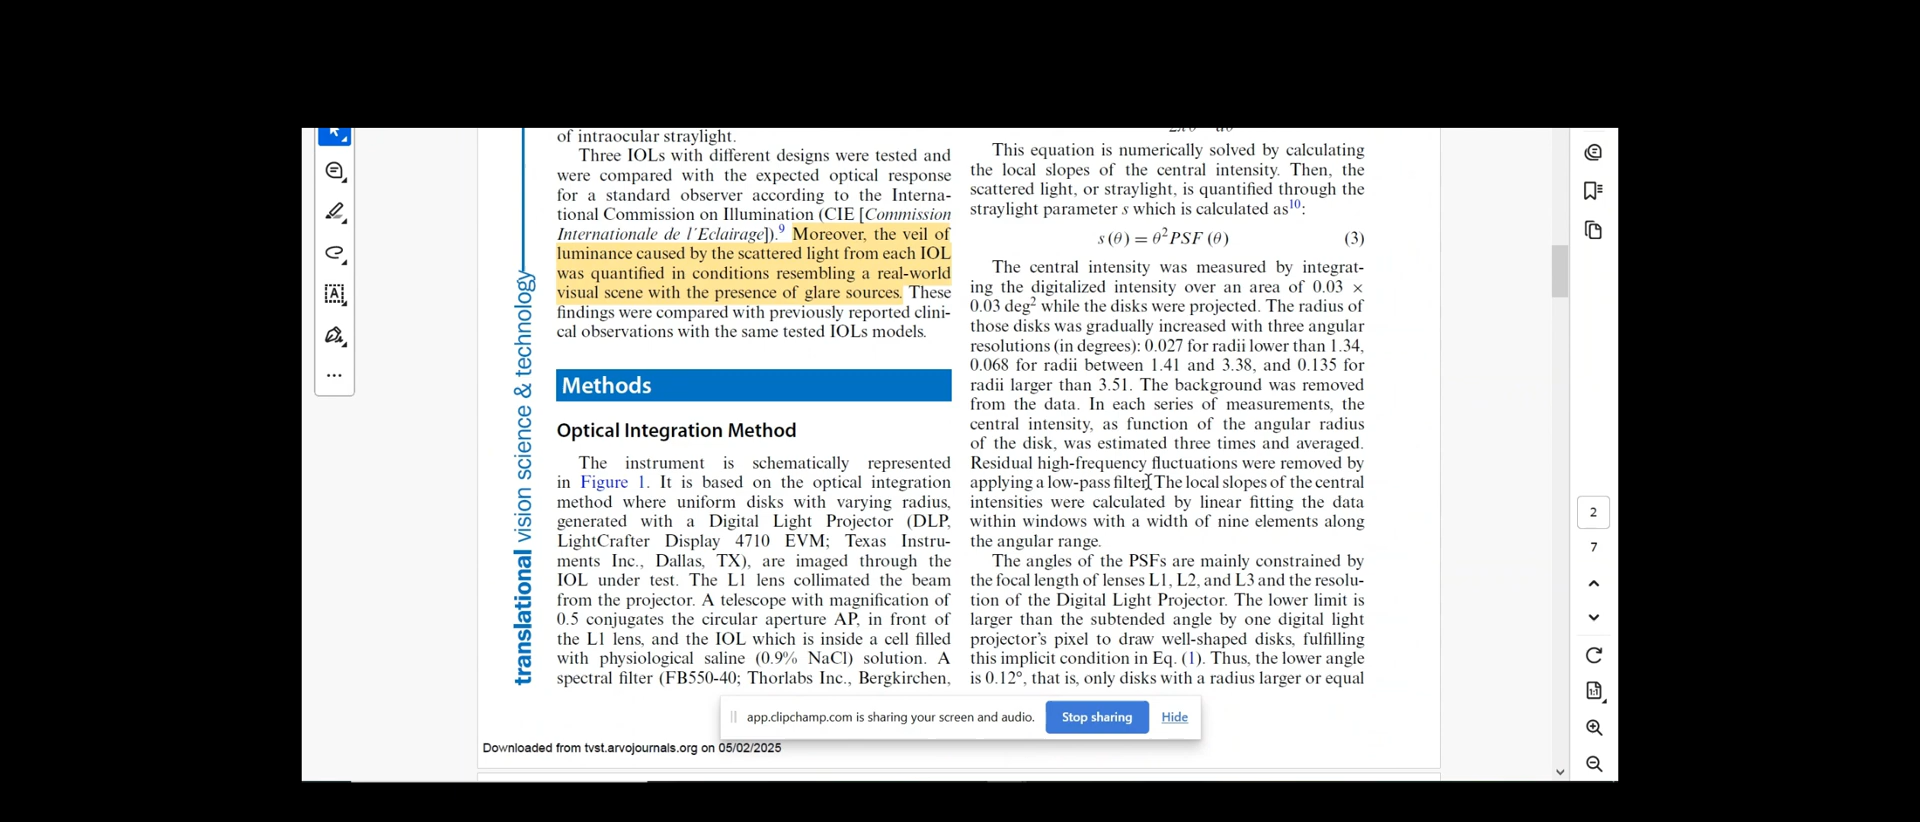 of intraocular straylight.
Three IOLs with different designs were tested and
were compared with the expected optical response
for a standard observer according to the Interna-
tional Commission on Illumination (CIE [Commission
Internationale de l'Eclairage]).9 Moreover, the veil of
luminance caused by the scattered light from each IOL
was quantified in conditions resembling a real-world
visual scene with the presence of glare sources. These
findings were compared with previously reported clini-
cal observations with the same tested IOLs models.
Methods
Optical Integration Method
The instrument is schematically represented
in Figure 1. It is based on the optical integration
method where uniform disks with varying radius,
generated with a Digital Light Projector (DLP,
LightCrafter Display 4710 EVM; Texas Instru-
ments Inc., Dallas, TX), are imaged through the
IOL under test. The L1 lens collimated the beam
from the projector. A telescope with magnification of
0.5 conjugates the circular aperture AP, in front of
the L1 lens, and the IOL which is inside a cell filled
with physiological saline (0.9% NaCl) solution. A
spectral filter (FB550-40; Thorlabs Inc., Bergkirchen,
This equation is numerically solved by calculating
the local slopes of the central intensity. Then, the
scattered light, or straylight, is quantified through the
straylight parameter s which is calculated as10:
s(θ) = θ²PSF(θ) (3)
The central intensity was measured by integrat-
ing the digitalized intensity over an area of 0.03 ×
0.03 deg² while the disks were projected. The radius of
those disks was gradually increased with three angular
resolutions (in degrees): 0.027 for radii lower than 1.34,
0.068 for radii between 1.41 and 3.38, and 0.135 for
radii larger than 3.51. The background was removed
from the data. In each series of measurements, the
central intensity, as function of the angular radius
of the disk, was estimated three times and averaged.
Residual high-frequency fluctuations were removed by
applying a low-pass filter. The local slopes of the central
intensities were calculated by linear fitting the data
within windows with a width of nine elements along
the angular range.
The angles of the PSFs are mainly constrained by
the focal length of lenses L1, L2, and L3 and the resolu-
tion of the Digital Light Projector. The lower limit is
larger than the subtended angle by one digital light
projector's pixel to draw well-shaped disks, fulfilling
this implicit condition in Eq. (1). Thus, the lower angle
is 0.12°, that is, only disks with a radius larger or equal
translational vision science & technology
app.clipchamp.com is sharing your screen and audio. Stop sharing Hide
Downloaded from tvst.arvojournals.org on 05/02/2025
2
7